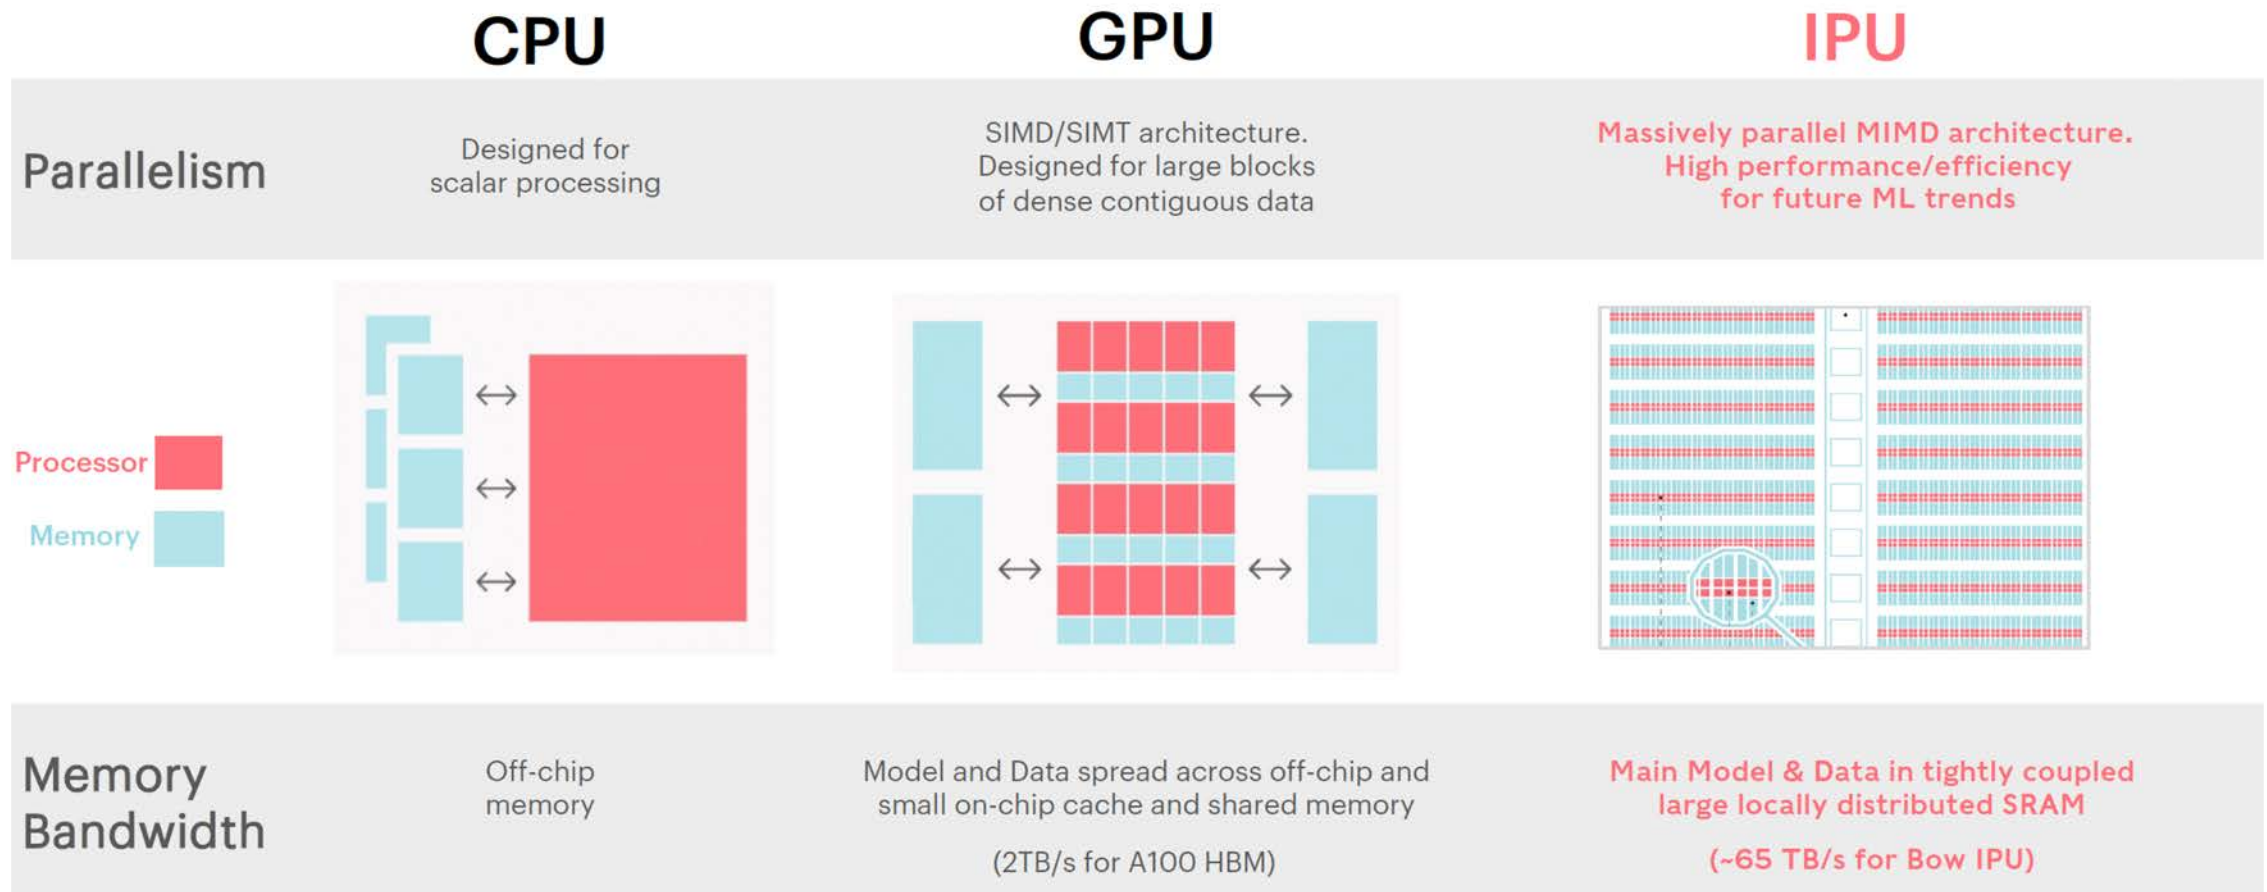 CPU
GPU
IPU
Parallelism
Designed for
scalar processing
SIMD/SIMT architecture.
Designed for large blocks
of dense contiguous data
Massively parallel MIMD architecture.
High performance/efficiency
for future ML trends
Processor
Memory
Memory
Bandwidth
Off-chip
memory
Model and Data spread across off-chip and
small on-chip cache and shared memory
(2TB/s for A100 HBM)
Main Model & Data in tightly coupled
large locally distributed SRAM
(~65 TB/s for Bow IPU)